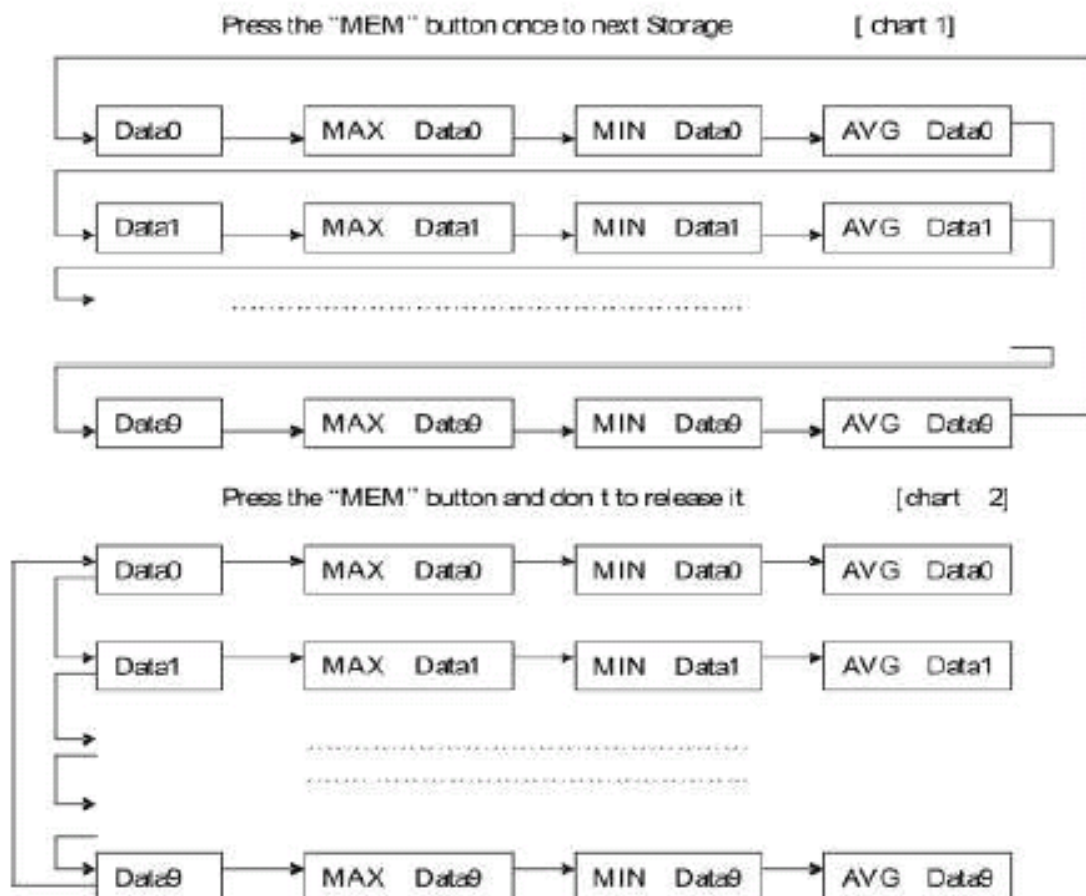 Press the "MEM" button once to next Storage [ chart 1]
Data0 MAX Data0 MIN Data0 AVG Data0
Data1 MAX Data1 MIN Data1 AVG Data1
Data9 MAX Data9 MIN Data9 AVG Data9
Press the "MEM" button and don t to release it [chart 2]
Data0 MAX Data0 MIN Data0 AVG Data0
Data1 MAX Data1 MIN Data1 AVG Data1
Data9 MAX Data9 MIN Data9 AVG Data9